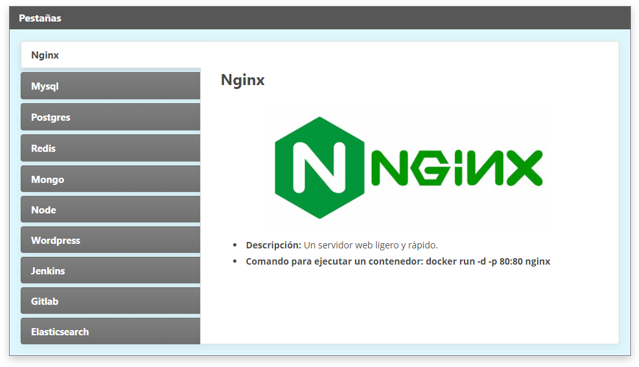 Pestañas
Nginx
Mysql
Postgres
Redis
Mongo
Node
Wordpress
Jenkins
Gitlab
Elasticsearch
Nginx
N NGiNX
Descripción: Un servidor web ligero y rápido.
Comando para ejecutar un contenedor: docker run -d -p 80:80 nginx